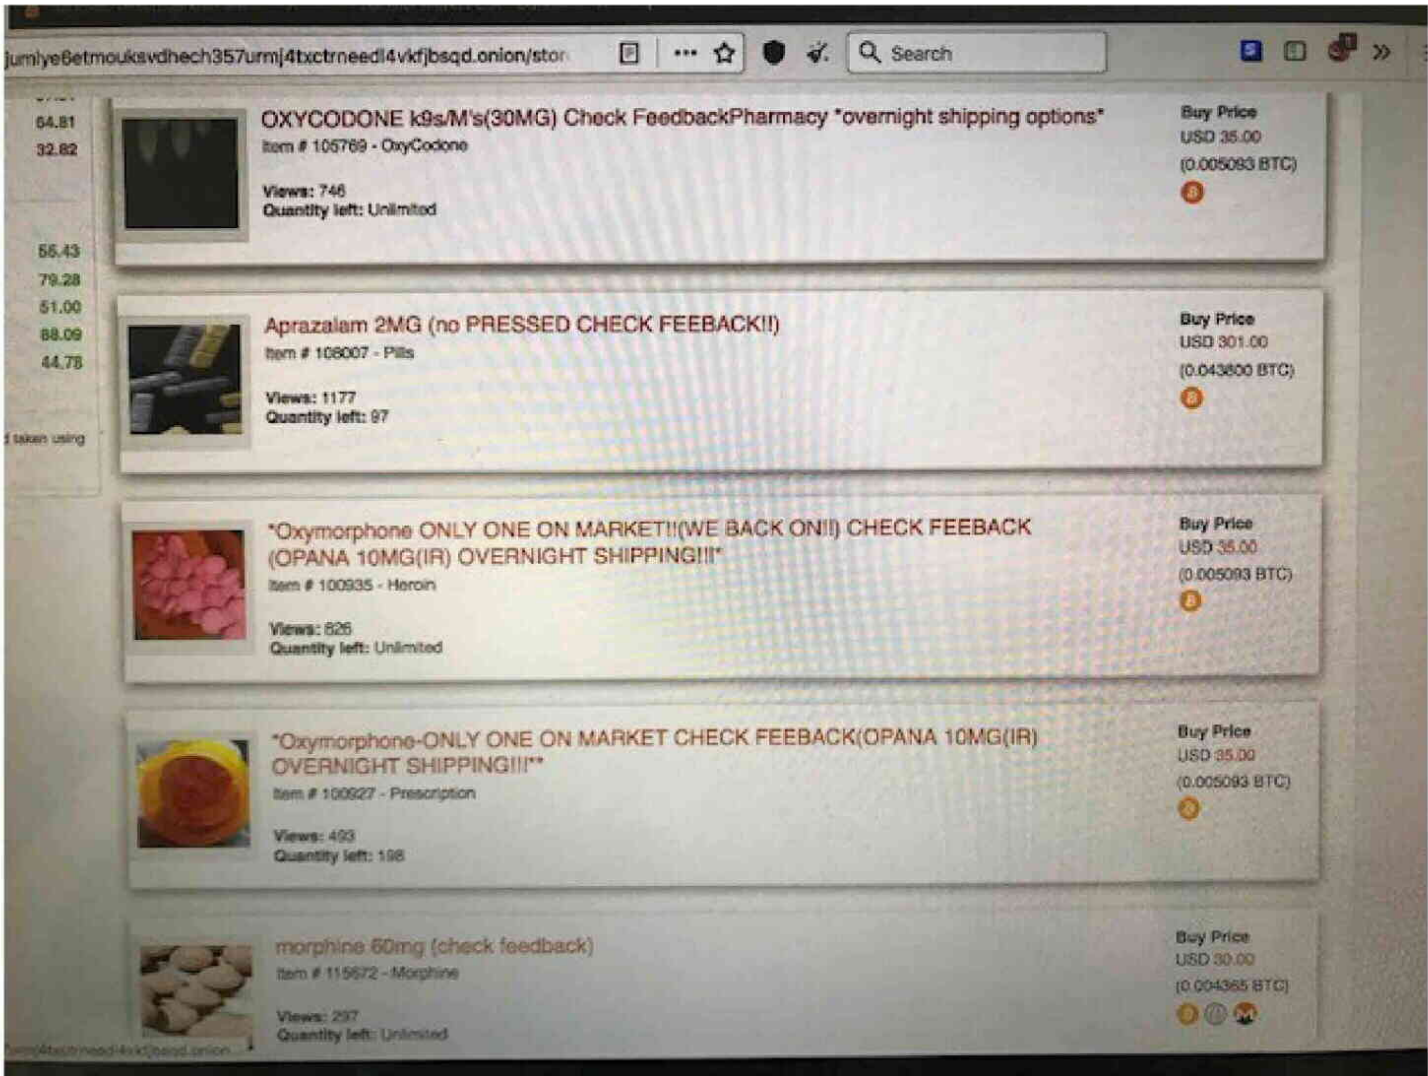 Search
64.81
32.82
55.43
79.28
51.00
88.09
44.78
d taken using
OXYCODONE k9s/M's(30MG) Check FeedbackPharmacy *overnight shipping options*
Item # 105769 - OxyCodone
Views: 746
Quantity left: Unlimited
Buy Price
USD 35.00
(0.005093 BTC)
Aprazalam 2MG (no PRESSED CHECK FEEBACK!!)
Item # 108007 - Pills
Views: 1177
Quantity left: 97
Buy Price
USD 301.00
(0.043800 BTC)
*Oxymorphone ONLY ONE ON MARKET!!(WE BACK ON!!) CHECK FEEBACK
(OPANA 10MG(IR) OVERNIGHT SHIPPING!!!*
Item # 100935 - Heroin
Views: 826
Quantity left: Unlimited
Buy Price
USD 35.00
(0.005093 BTC)
*Oxymorphone-ONLY ONE ON MARKET CHECK FEEBACK(OPANA 10MG(IR)
OVERNIGHT SHIPPING!!!**
Item # 100927 - Prescription
Views: 493
Quantity left: 198
Buy Price
USD 35.00
(0.005093 BTC)
morphine 60mg (check feedback)
Item # 115672 - Morphine
Views: 297
Quantity left: Unlimited
Buy Price
USD 30.00
(0.004365 BTC)